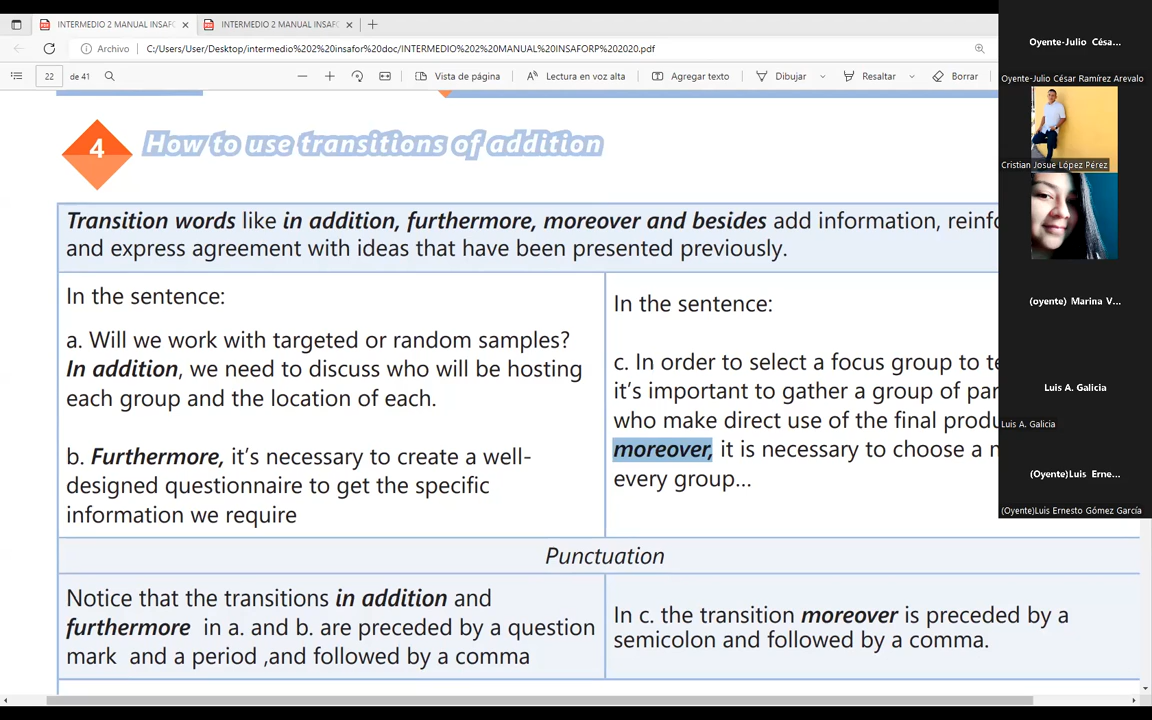 INTERMEDIO 2 MANUAL INSAFO
INTERMEDIO 2 MANUAL INSAF
Archivo
C:/Users/User/Desktop/intermedio%202%20insafor%20doc/INTERMEDIO%202%20MANUAL%20INSAFORP%202020.pdf
22 de 41
Vista de página
Lectura en voz alta
Agregar texto
Dibujar
Resaltar
Borrar
4
How to use transitions of addition
Transition words like in addition, furthermore, moreover and besides add information,
and express agreement with ideas that have been presented previously.
In the sentence:
a. Will we work with targeted or random samples?
In addition, we need to discuss who will be hosting
each group and the location of each.
b. Furthermore, it’s necessary to create a well-
designed questionnaire to get the specific
information we require
In the sentence:
c. In order to select a focus group to
it’s important to gather a group of
who make direct use of the final
moreover, it is necessary to choose a
every group...
Punctuation
Notice that the transitions in addition and
furthermore in a. and b. are preceded by a question
mark and a period ,and followed by a comma
In c. the transition moreover is preceded by a
semicolon and followed by a comma.
Oyente-Julio Césa...
Oyente-Julio César Ramírez Arevalo
Cristian Josue López Pérez
(oyente) Marina V...
Luis A. Galicia
Luis A. Galicia
(Oyente)Luis Erne...
(Oyente)Luis Ernesto Gómez García